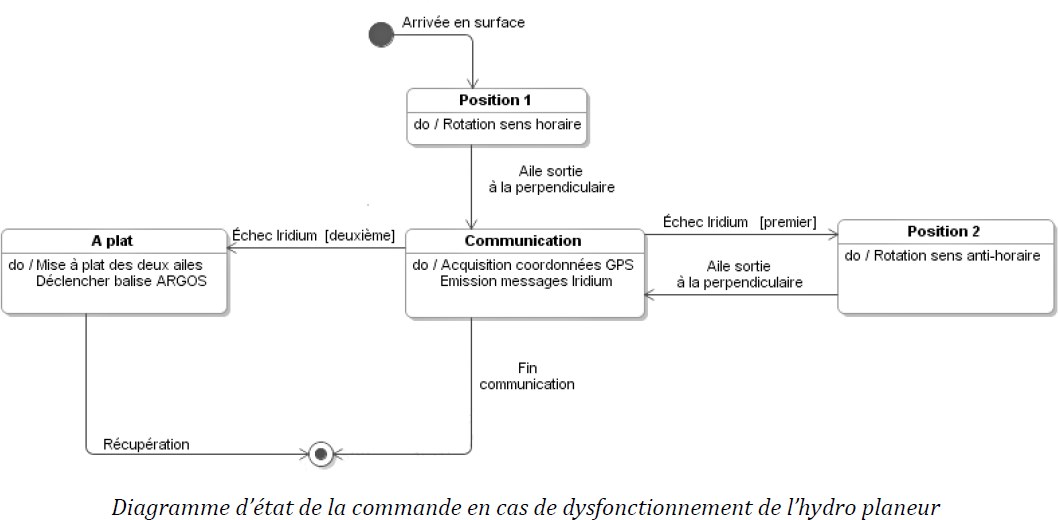 Arrivée en surface
Position 1
do / Rotation sens horaire
Aile sortie
à la perpendiculaire
Échec Iridium [deuxième]
Échec Iridium [premier]
A plat
do / Mise à plat des deux ailes
Déclencher balise ARGOS
Communication
do / Acquisition coordonnées GPS
Emission messages Iridium
Position 2
do / Rotation sens anti-horaire
Aile sortie
à la perpendiculaire
Fin
communication
Récupération
Diagramme d’état de la commande en cas de dysfonctionnement de l’hydro planeur